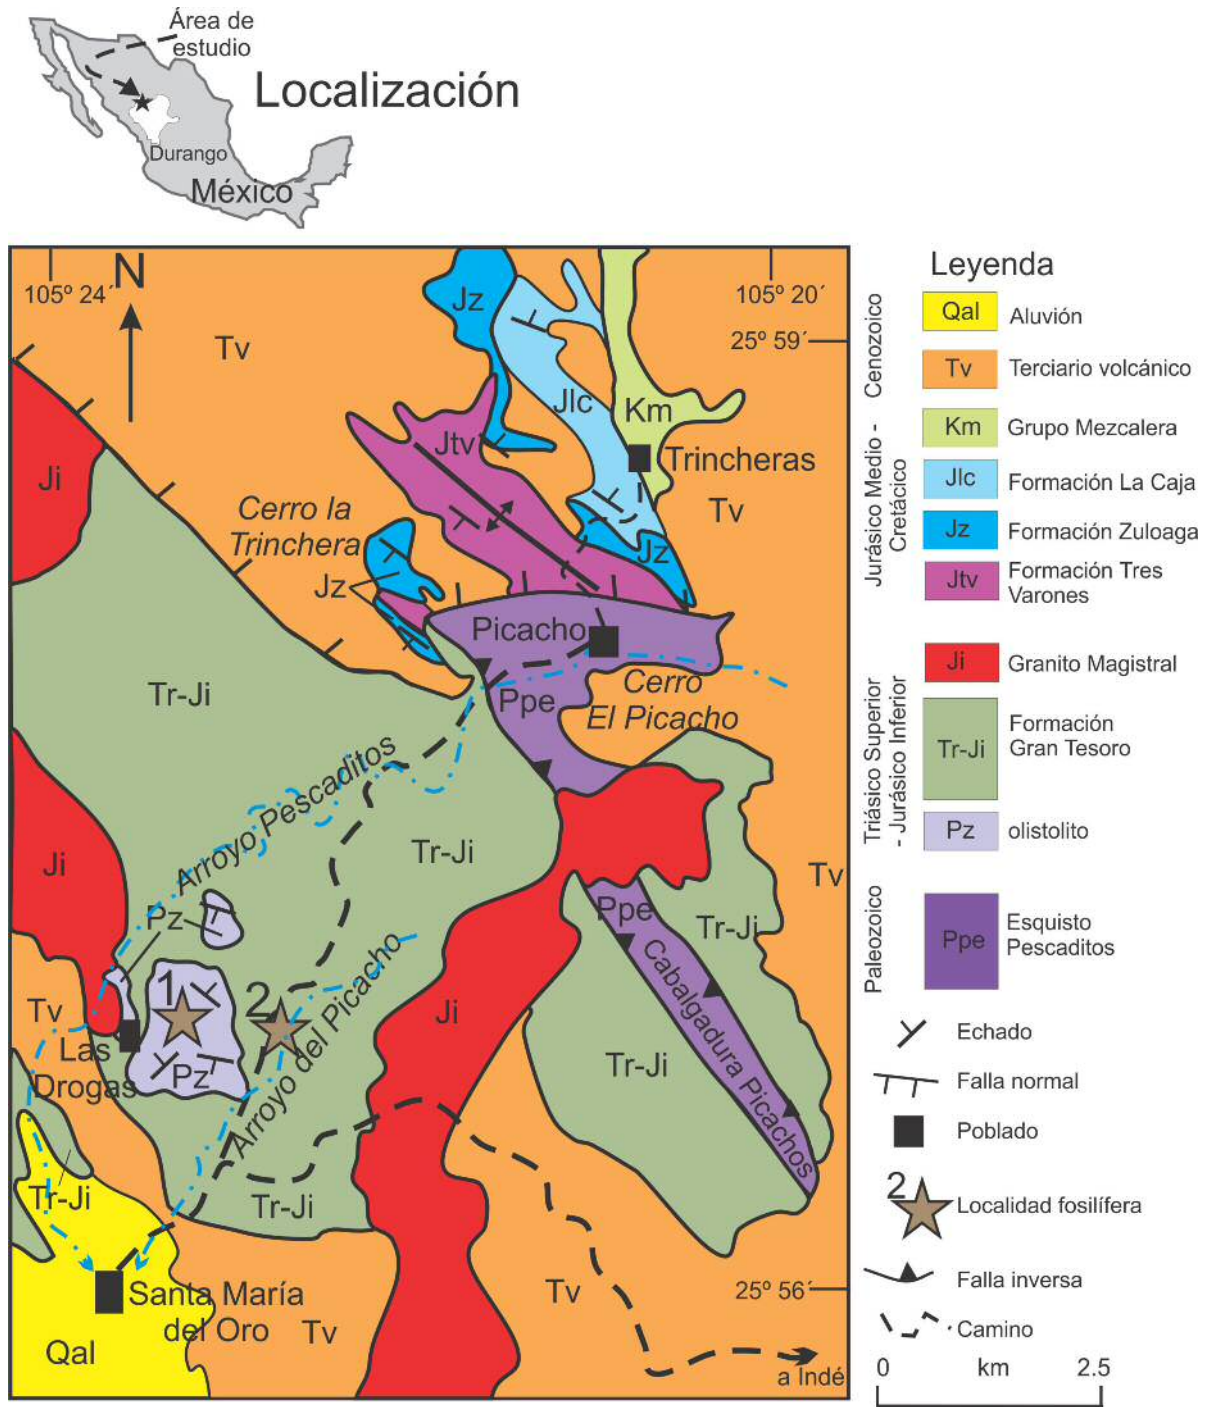 Área de
estudio
Localización
Durango
México
N
105º 24´
105º 20´
25º 59´
Tv
Jz
Jlc
Km
Ji
Jtv
Trincheras
Tv
Cerro la
Trinchera
Jz
Jz
Picacho
Tr-Ji
Ppe
Cerro
El Picacho
Arroyo Pescaditos
Ji
Tr-Ji
Tv
Pz
Ppe
Tr-Ji
Cabalgadura Picachos
1
2
Tv
Ji
Las
Drogas
Pz
Arroyo del Picacho
Tr-Ji
Tr-Ji
Tr-Ji
Santa María
del Oro
Tv
Tv
25º 56´
Qal
a Indé
Leyenda
Cenozoico
Qal Aluvión
Tv Terciario volcánico
Jurásico Medio -
Cretácico
Km Grupo Mezcalera
Jlc Formación La Caja
Jz Formación Zuloaga
Jtv Formación Tres
Varones
Triásico Superior
- Jurásico Inferior
Ji Granito Magistral
Tr-Ji Formación
Gran Tesoro
Pz olistolito
Paleozoico
Ppe Esquisto
Pescaditos
Echado
Falla normal
Poblado
2 Localidad fosilífera
Falla inversa
Camino
0 km 2.5